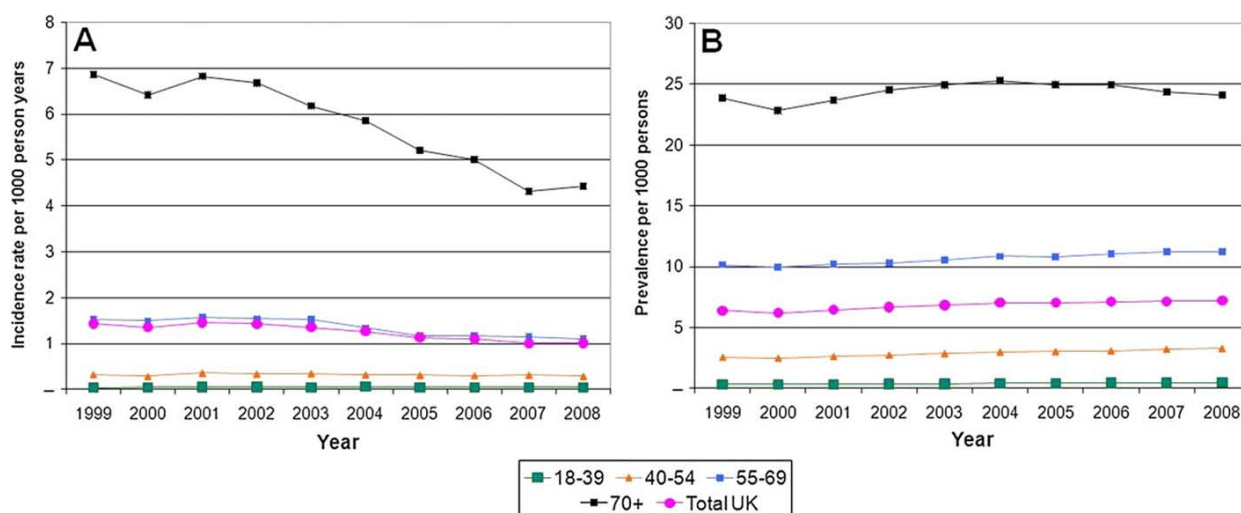 A
Incidence rate per 1000 person years
8
7
6
5
4
3
2
1
–
1999 2000 2001 2002 2003 2004 2005 2006 2007 2008
Year
B
Prevalence per 1000 persons
30
25
20
15
10
5
–
1999 2000 2001 2002 2003 2004 2005 2006 2007 2008
Year
18-39 40-54 55-69
70+ Total UK